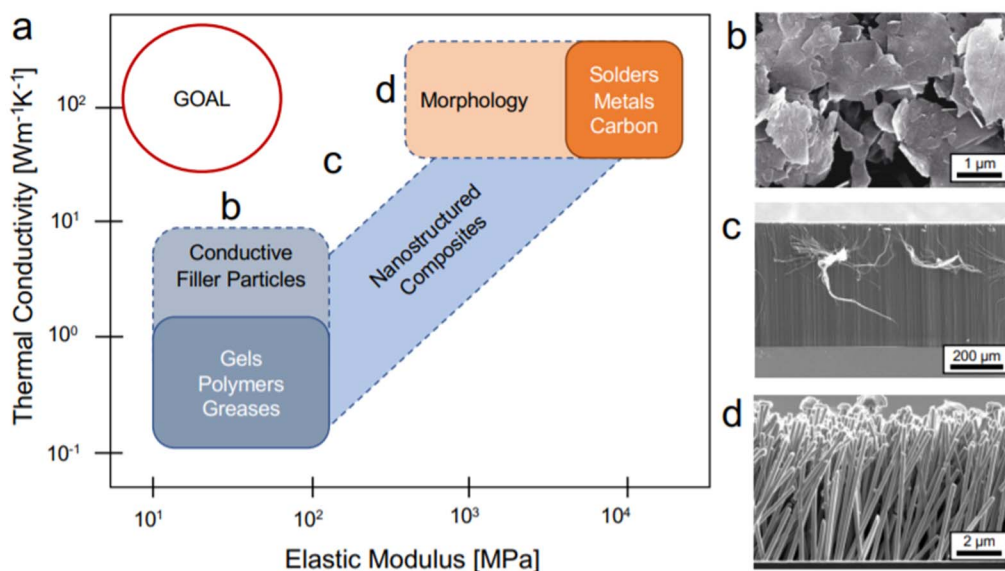 a
Thermal Conductivity [Wm⁻¹K⁻¹]
10²
10¹
10⁰
10⁻¹
GOAL
d
Morphology
Solders
Metals
Carbon
c
b
Conductive
Filler Particles
Nanostructured
Composites
Gels
Polymers
Greases
10¹
10²
10³
10⁴
Elastic Modulus [MPa]
b
1 µm
c
200 µm
d
2 µm